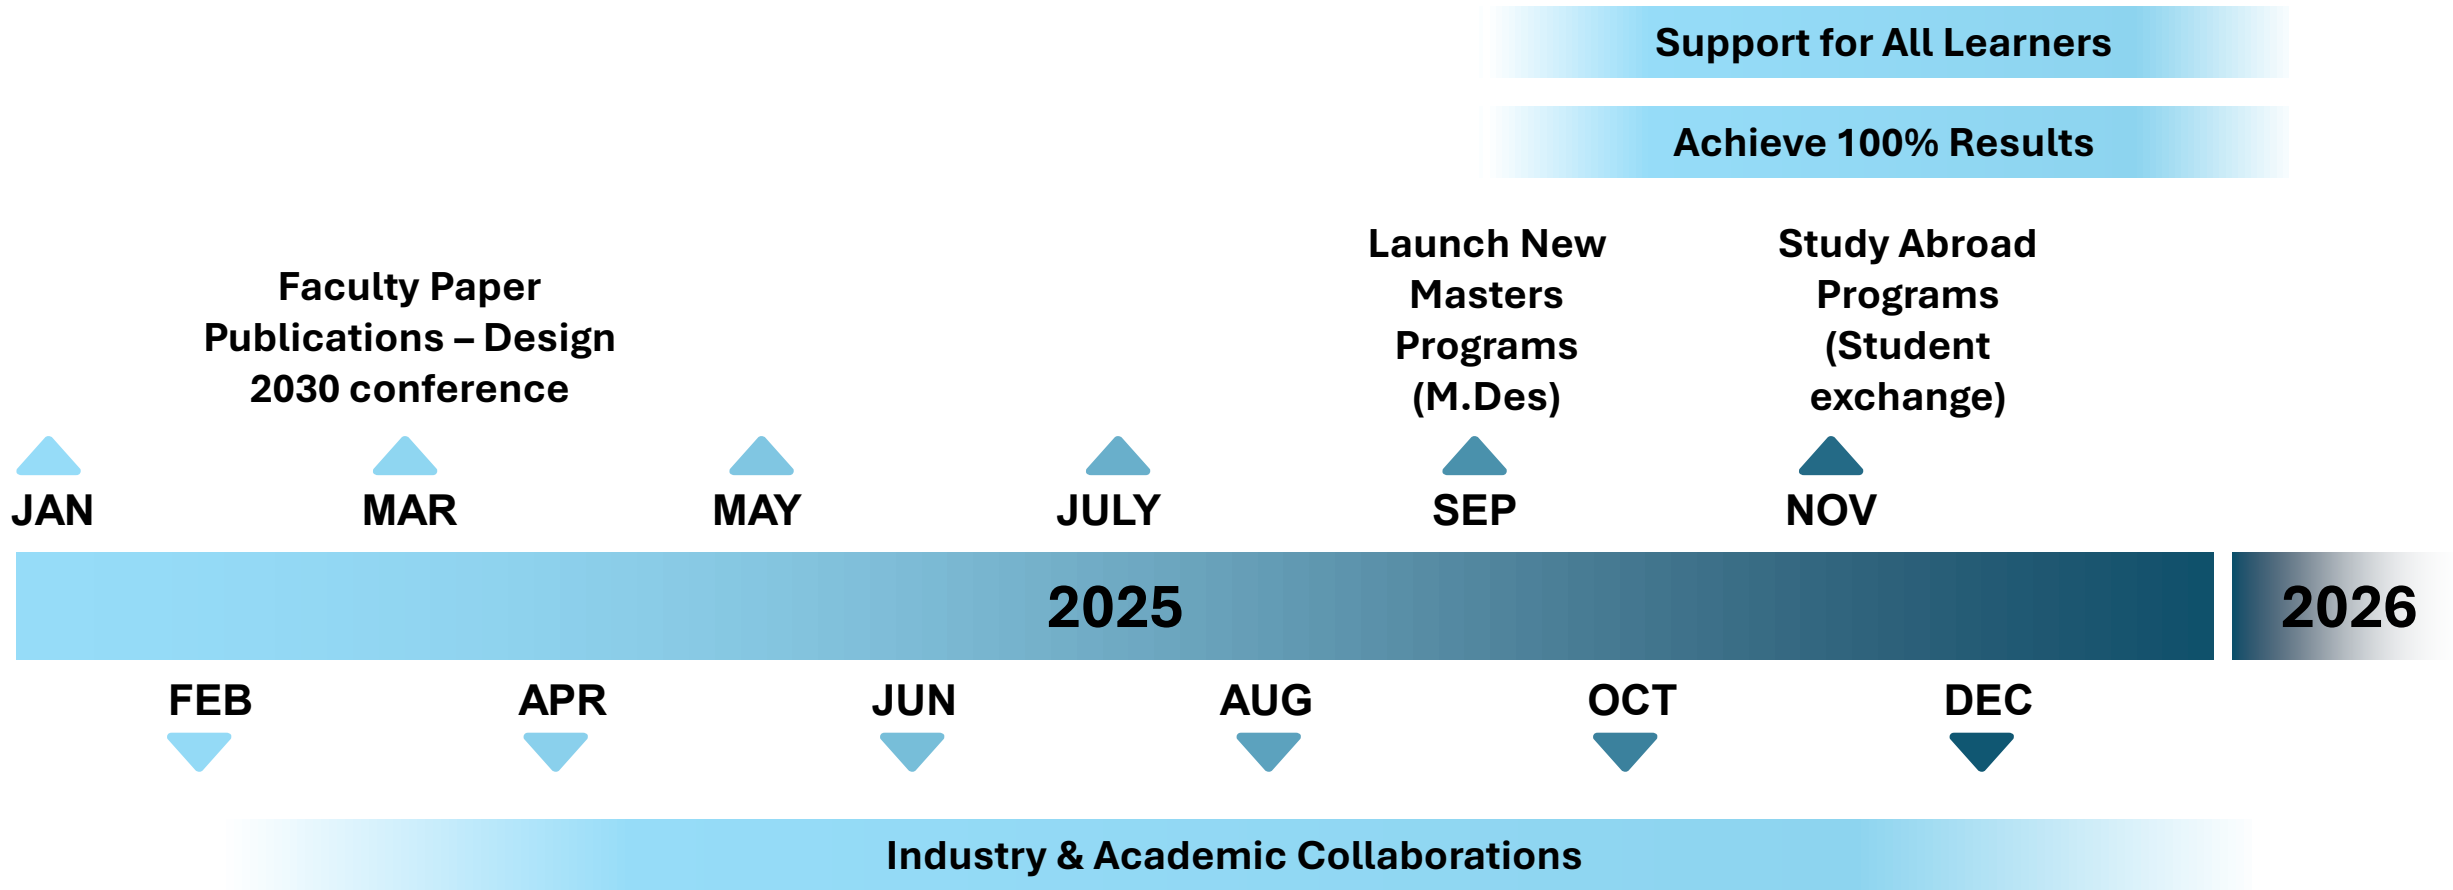 Support for All Learners
Achieve 100% Results
Faculty Paper
Publications – Design
2030 conference
Launch New
Masters
Programs
(M.Des)
Study Abroad
Programs
(Student
exchange)
JAN
MAR
MAY
JULY
SEP
NOV
2025
2026
FEB
APR
JUN
AUG
OCT
DEC
Industry & Academic Collaborations